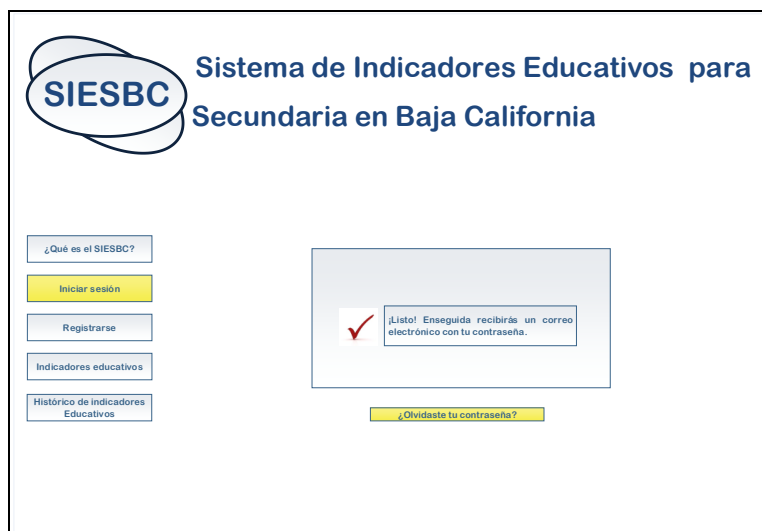 SIESBC
Sistema de Indicadores Educativos para
Secundaria en Baja California
¿Qué es el SIESBC?
Iniciar sesión
Registrarse
Indicadores educativos
Histórico de indicadores
Educativos
¡Listo! Enseguida recibirás un correo
electrónico con tu contraseña.
¿Olvidaste tu contraseña?